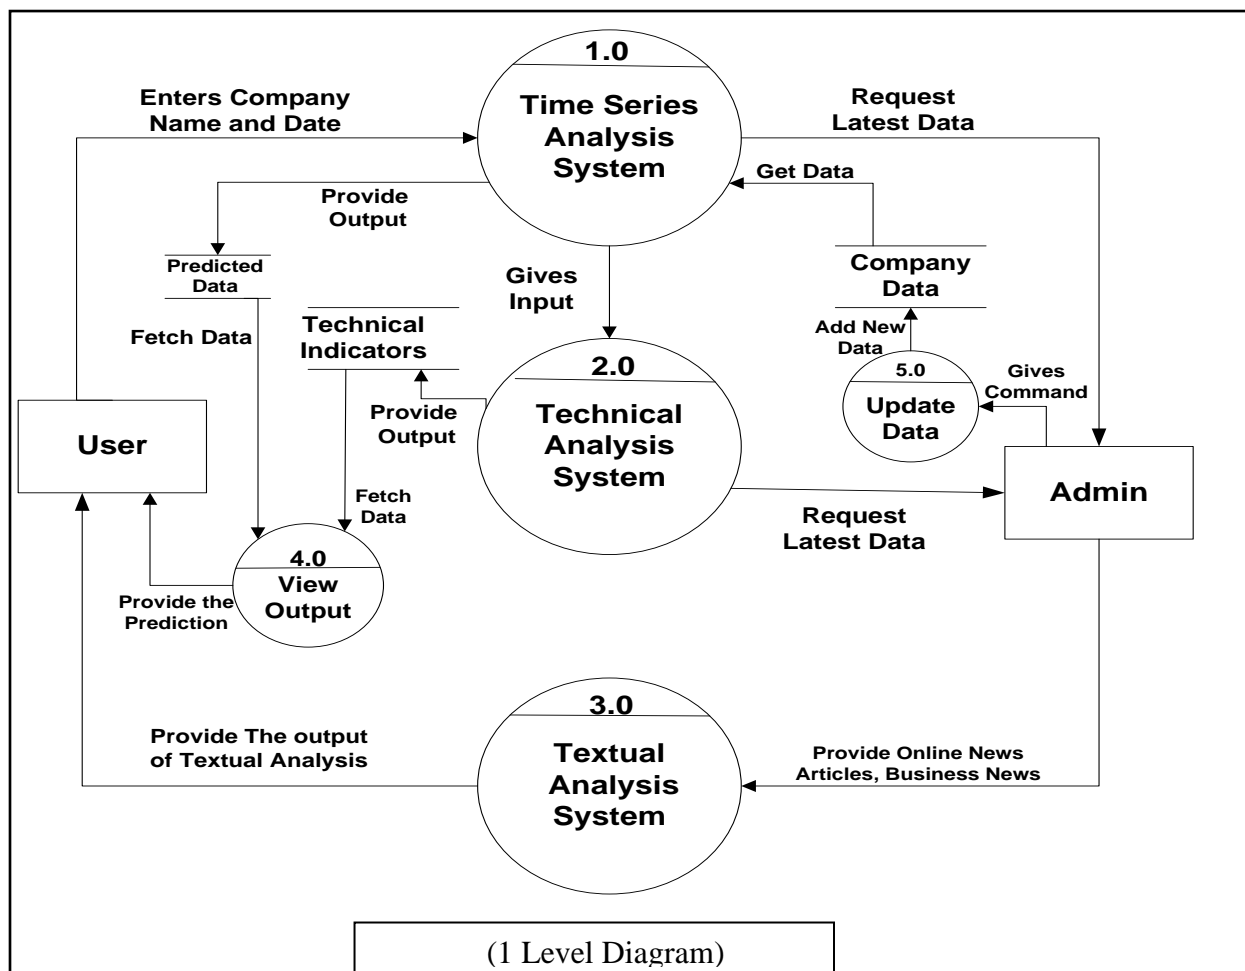 1.0
Time Series
Analysis
System
Enters Company
Name and Date
Request
Latest Data
Get Data
Provide
Output
Predicted
Data
Gives
Input
Company
Data
Fetch Data
Technical
Indicators
Add New
Data
2.0
Technical
Analysis
System
5.0
Update
Data
Gives
Command
Provide
Output
User
Admin
Fetch
Data
Request
Latest Data
4.0
View
Output
Provide the
Prediction
3.0
Textual
Analysis
System
Provide The output
of Textual Analysis
Provide Online News
Articles, Business News
(1 Level Diagram)